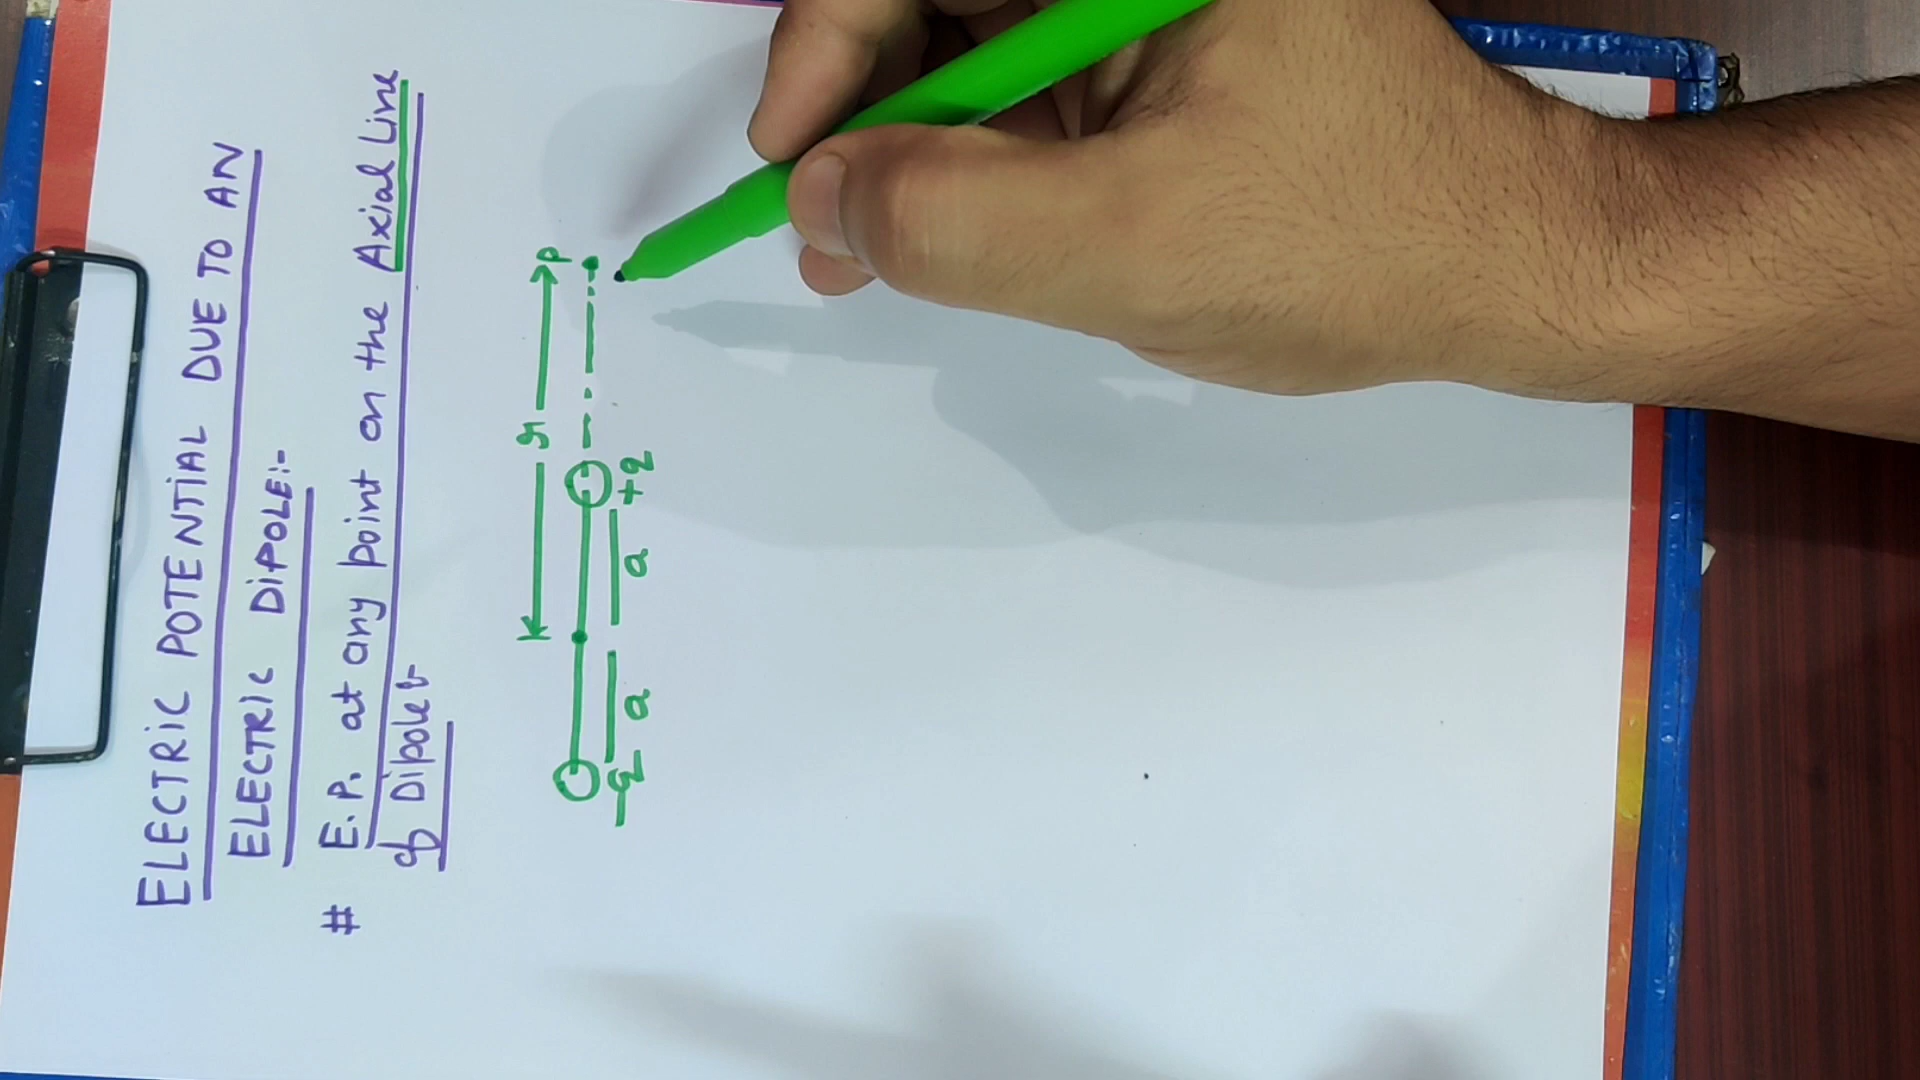 ELECTRIC POTENTIAL DUE TO AN
ELECTRIC DIPOLE:-
# E.P. at any point on the Axial Line
of Dipole :-
r P
-q a a +q